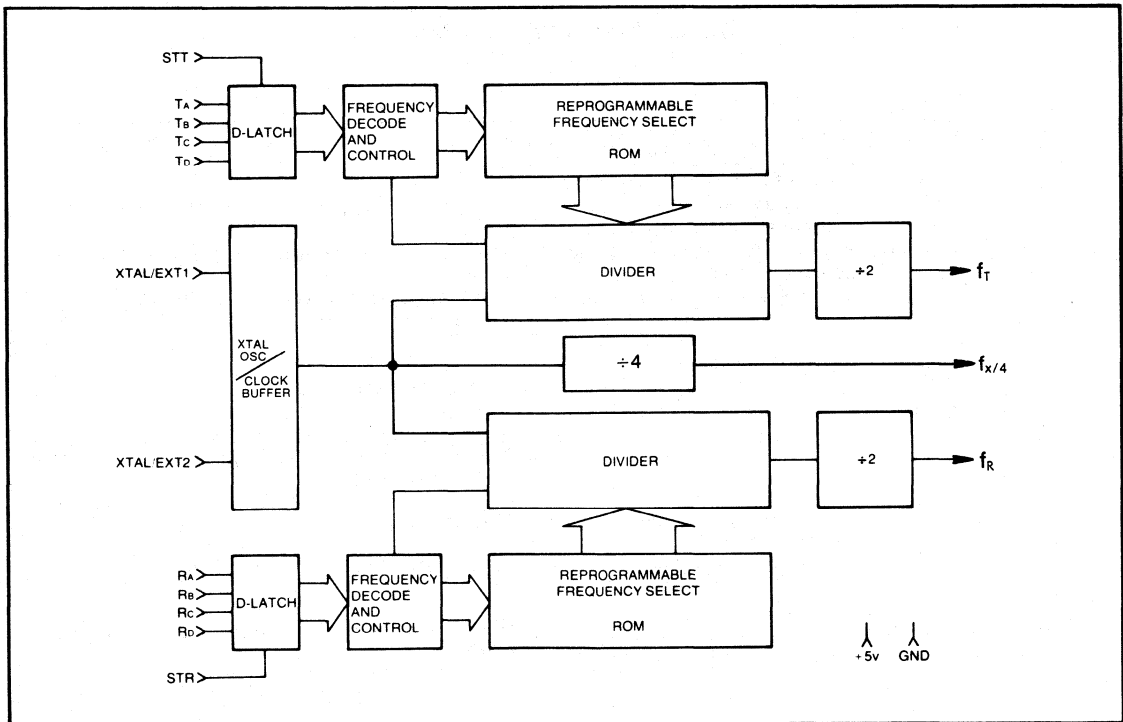 STT
TA
TB
TC
TD
D-LATCH
FREQUENCY
DECODE
AND
CONTROL
REPROGRAMMABLE
FREQUENCY SELECT
ROM
XTAL/EXT1
XTAL/EXT2
XTAL
OSC
CLOCK
BUFFER
DIVIDER
÷2
fT
÷4
fx/4
DIVIDER
÷2
fR
RA
RB
RC
RD
STR
D-LATCH
FREQUENCY
DECODE
AND
CONTROL
REPROGRAMMABLE
FREQUENCY SELECT
ROM
+5v GND